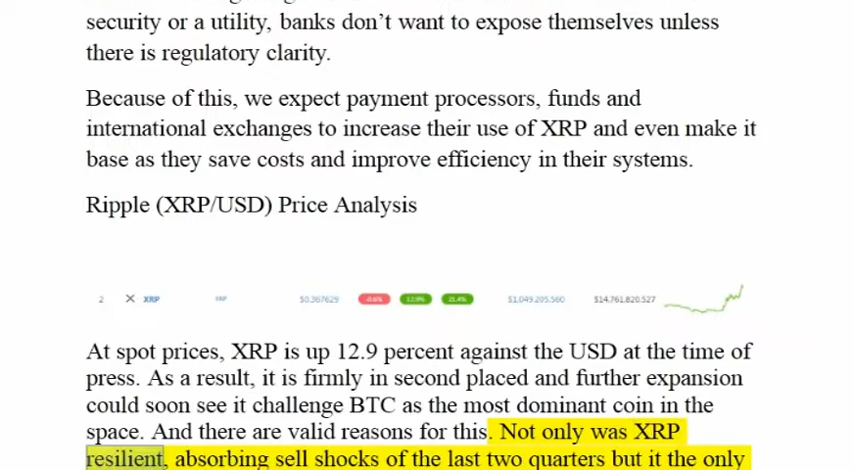 security or a utility, banks don't want to expose themselves unless
there is regulatory clarity.
Because of this, we expect payment processors, funds and
international exchanges to increase their use of XRP and even make it
base as they save costs and improve efficiency in their systems.
Ripple (XRP/USD) Price Analysis
2 XRP XRP $0.367629 -0.6% 12.9% 21.4% $1,049,205,560 $14,761,820,527
At spot prices, XRP is up 12.9 percent against the USD at the time of
press. As a result, it is firmly in second placed and further expansion
could soon see it challenge BTC as the most dominant coin in the
space. And there are valid reasons for this. Not only was XRP
resilient, absorbing sell shocks of the last two quarters but it the only